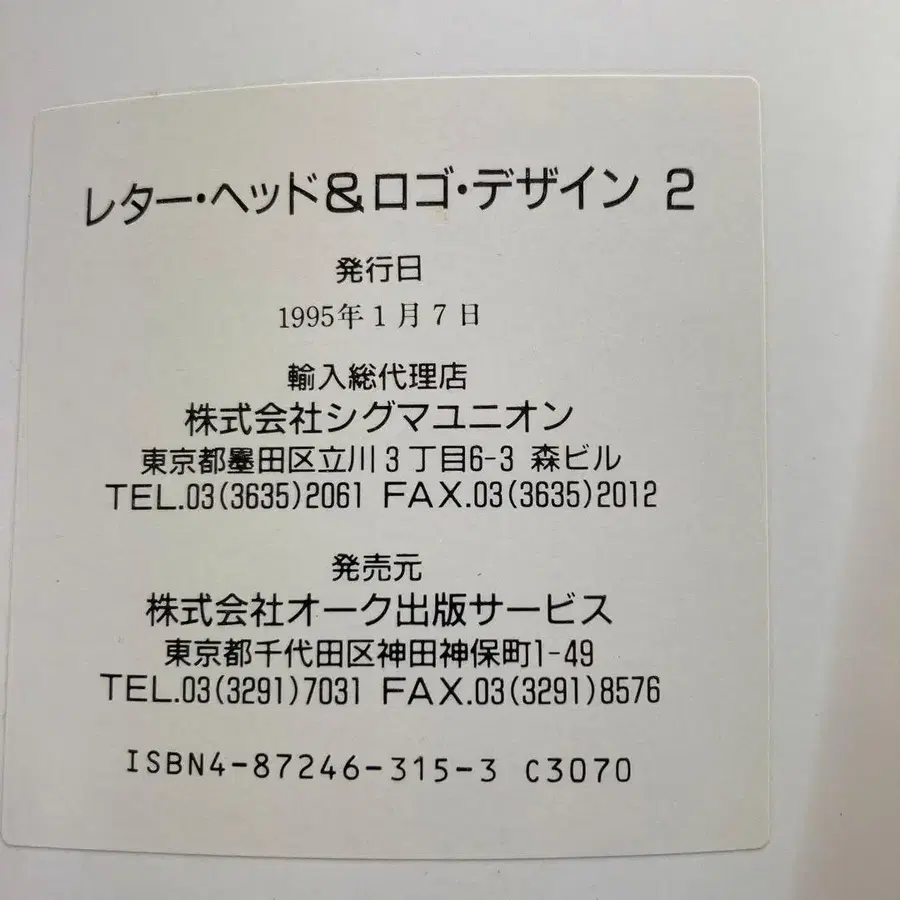 レター・ヘッド&ロゴ・デザイン 2
発行日
1995年1月7日
輸入総代理店
株式会社シグマユニオン
東京都墨田区立川3丁目6-3 森ビル
TEL.03(3635)2061 FAX.03(3635)2012
発売元
株式会社オーク出版サービス
東京都千代田区神田神保町1-49
TEL.03(3291)7031 FAX.03(3291)8576
ISBN4-87246-315-3 C3070